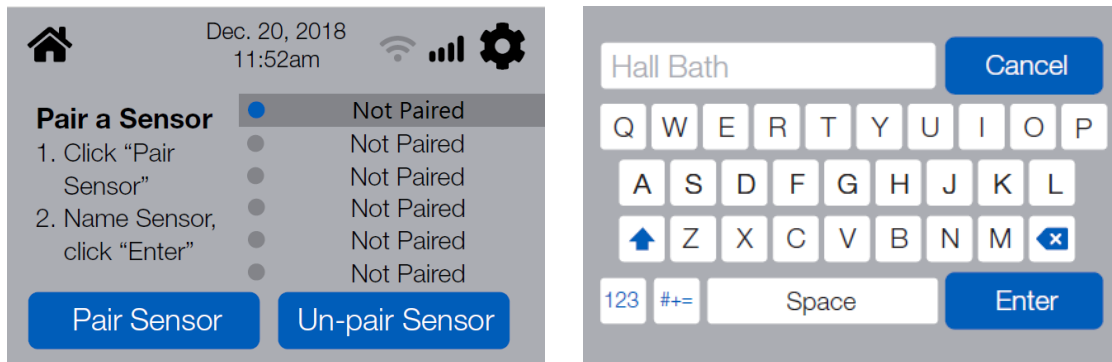 Dec. 20, 2018
11:52am
Pair a Sensor
1. Click “Pair
Sensor”
2. Name Sensor,
click “Enter”
Not Paired
Not Paired
Not Paired
Not Paired
Not Paired
Not Paired
Pair Sensor
Un-pair Sensor
Hall Bath
Cancel
Q W E R T Y U I O P
A S D F G H J K L
Z X C V B N M
123 #+= Space Enter